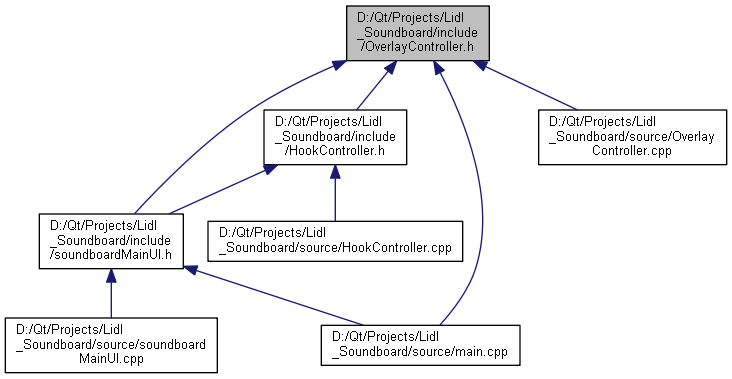 D:/Qt/Projects/Lidl
_Soundboard/include
/OverlayController.h
D:/Qt/Projects/Lidl
_Soundboard/include
/HookController.h
D:/Qt/Projects/Lidl
_Soundboard/source/Overlay
Controller.cpp
D:/Qt/Projects/Lidl
_Soundboard/include
/soundboardMainUI.h
D:/Qt/Projects/Lidl
_Soundboard/source/HookController.cpp
D:/Qt/Projects/Lidl
_Soundboard/source/soundboard
MainUI.cpp
D:/Qt/Projects/Lidl
_Soundboard/source/main.cpp